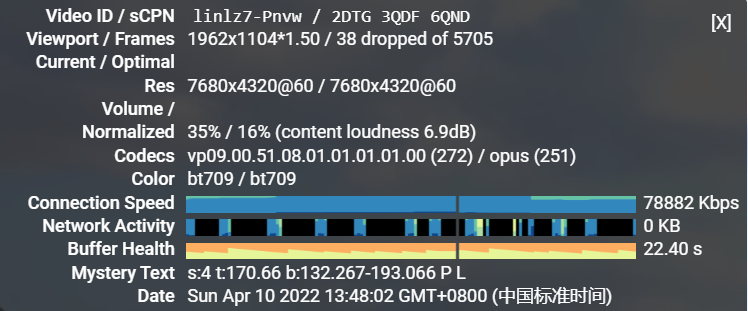 Video ID / sCPN linlz7-Pnvw / 2DTG 3QDF 6QND
[X]
Viewport / Frames 1962x1104*1.50 / 38 dropped of 5705
Current / Optimal
Res 7680x4320@60 / 7680x4320@60
Volume /
Normalized 35% / 16% (content loudness 6.9dB)
Codecs vp09.00.51.08.01.01.01.01.00 (272) / opus (251)
Color bt709 / bt709
Connection Speed 78882 Kbps
Network Activity 0 KB
Buffer Health 22.40 s
Mystery Text s:4 t:170.66 b:132.267-193.066 P L
Date Sun Apr 10 2022 13:48:02 GMT+0800 (中国标准时间)